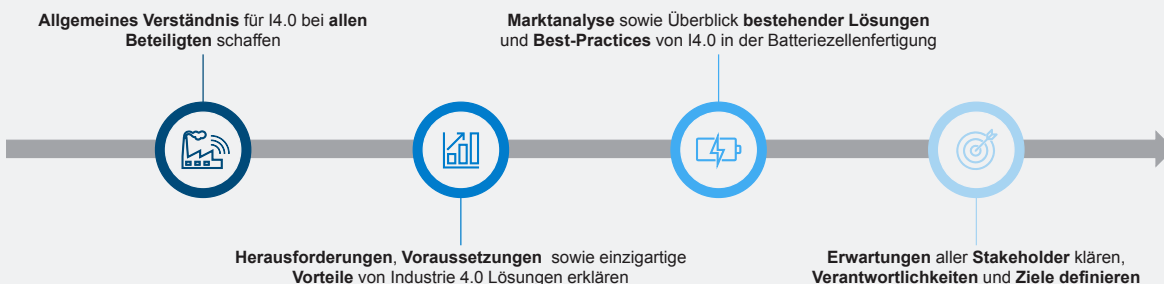 Allgemeines Verständnis für I4.0 bei allen
Beteiligten schaffen
Herausforderungen, Voraussetzungen sowie einzigartige
Vorteile von Industrie 4.0 Lösungen erklären
Marktanalyse sowie Überblick bestehender Lösungen
und Best-Practices von I4.0 in der Batteriezellenfertigung
Erwartungen aller Stakeholder klären,
Verantwortlichkeiten und Ziele definieren